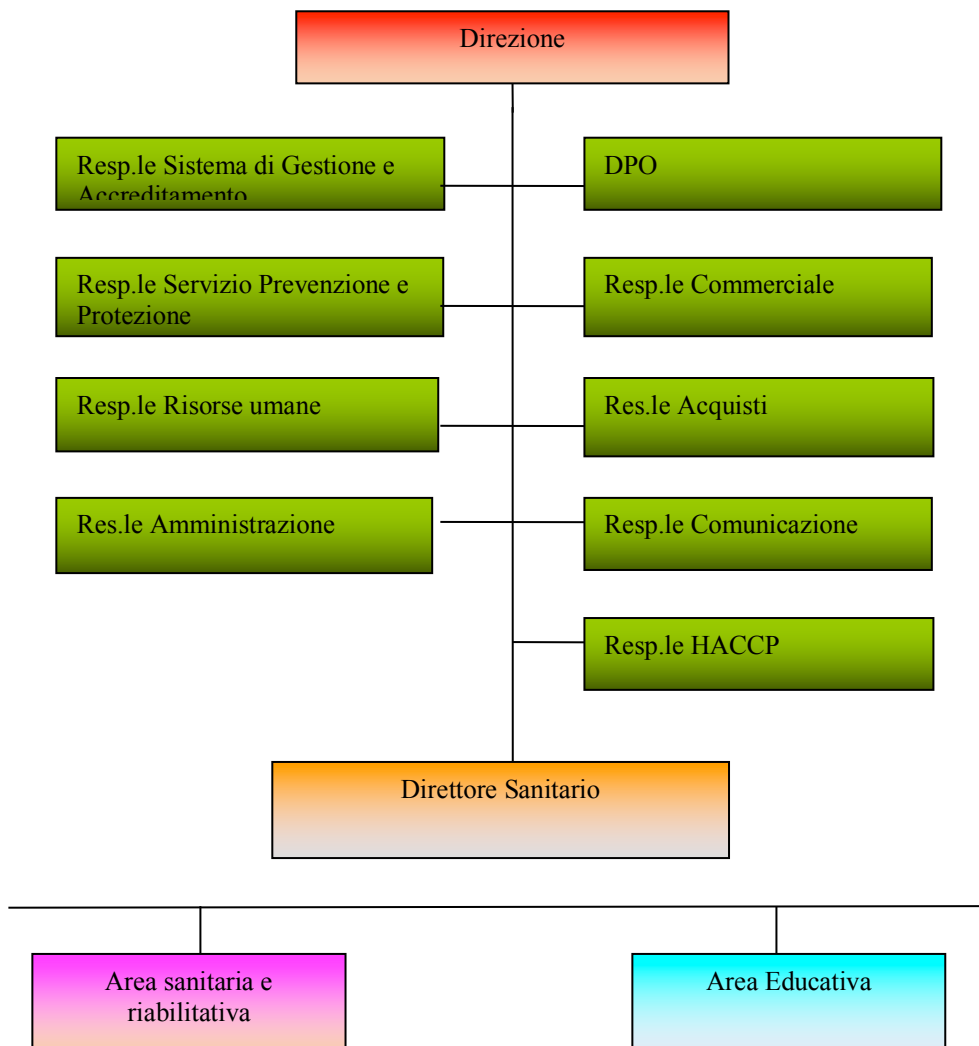 Direzione
Resp.le Sistema di Gestione e
Accreditamento
DPO
Resp.le Servizio Prevenzione e
Protezione
Resp.le Commerciale
Resp.le Risorse umane
Res.le Acquisti
Res.le Amministrazione
Resp.le Comunicazione
Resp.le HACCP
Direttore Sanitario
Area sanitaria e
riabilitativa
Area Educativa